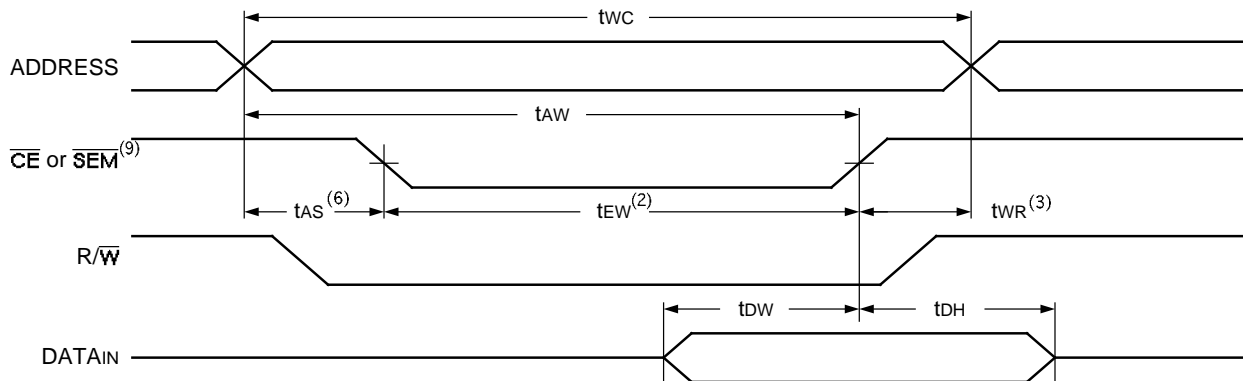 tWC
ADDRESS
tAW
CE or SEM(9)
tAS(6) tEW(2) tWR(3)
R/W
tDW tDH
DATAIN